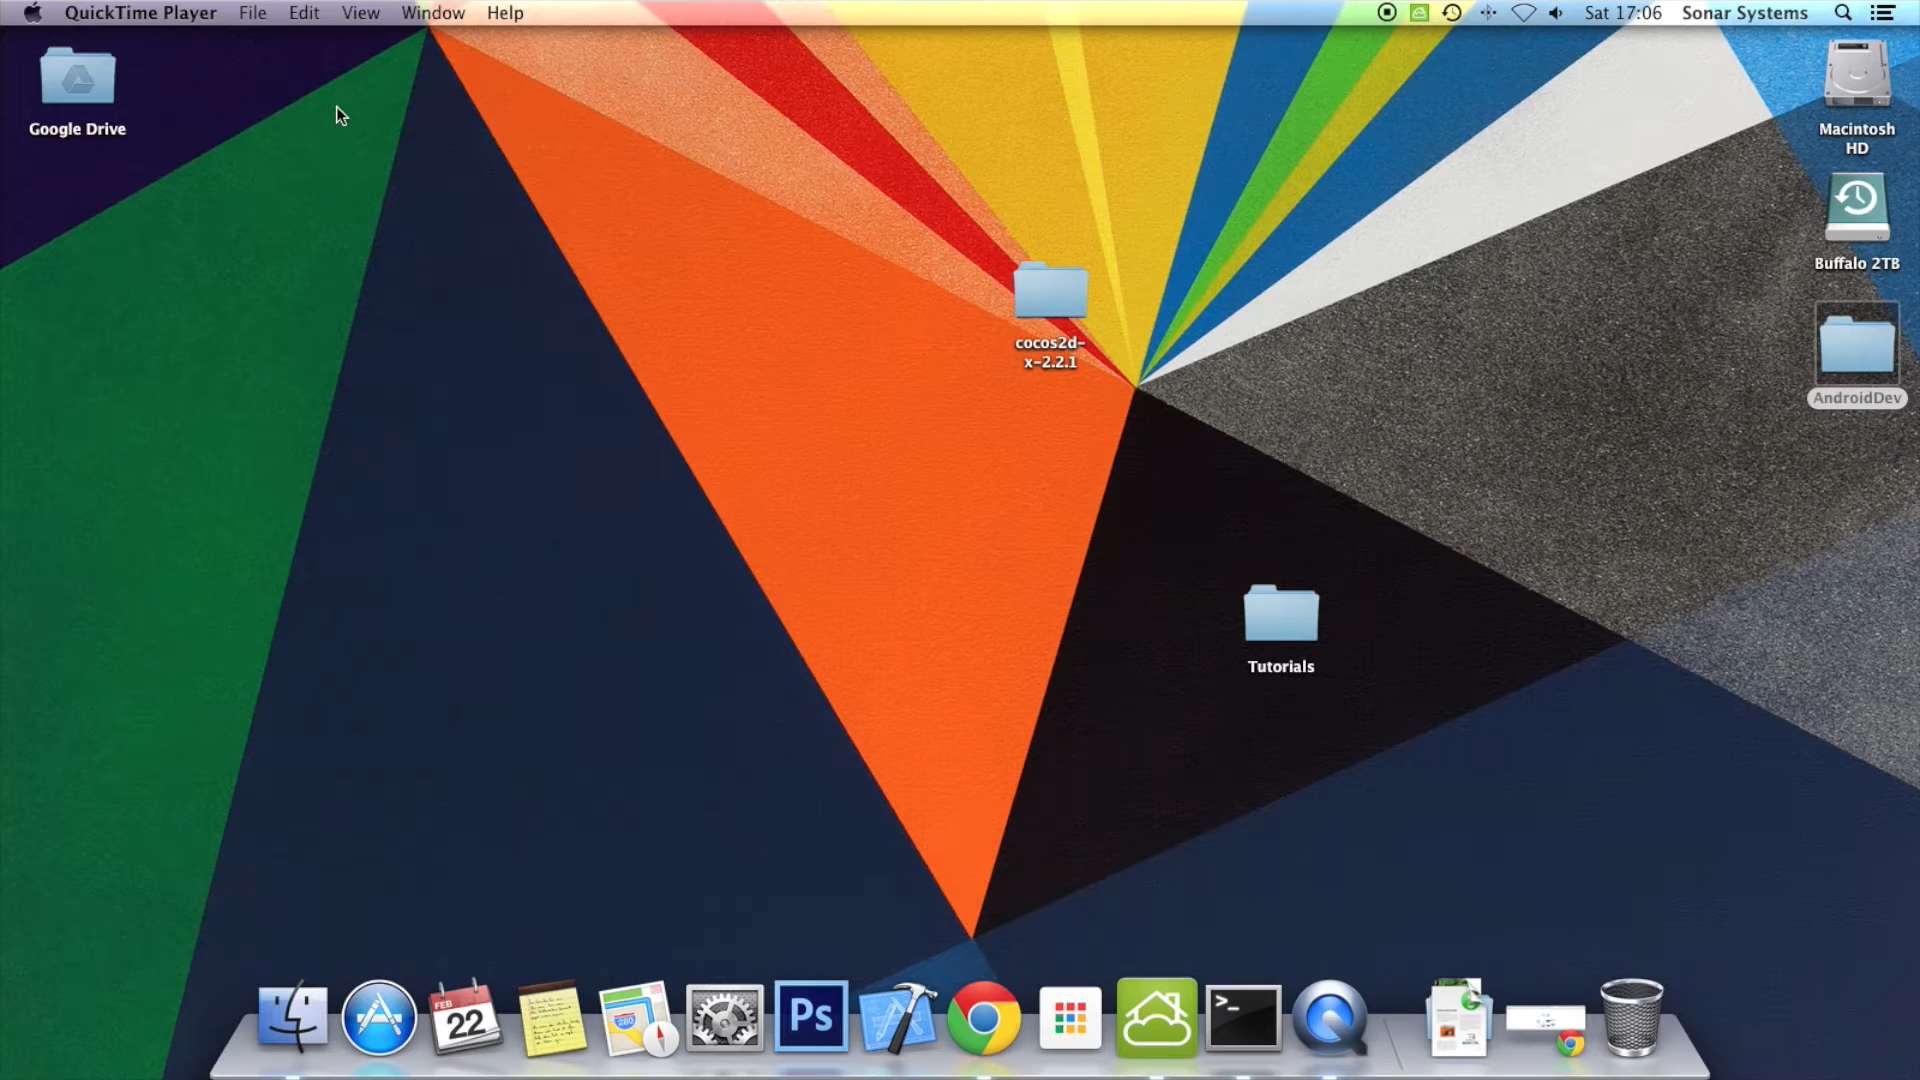 QuickTime Player File Edit View Window Help Sat 17:06 Sonar Systems
Google Drive
Macintosh
HD
Buffalo 2TB
cocos2d-
x-2.2.1
AndroidDev
Tutorials
FEB
22
280
Ps
>_